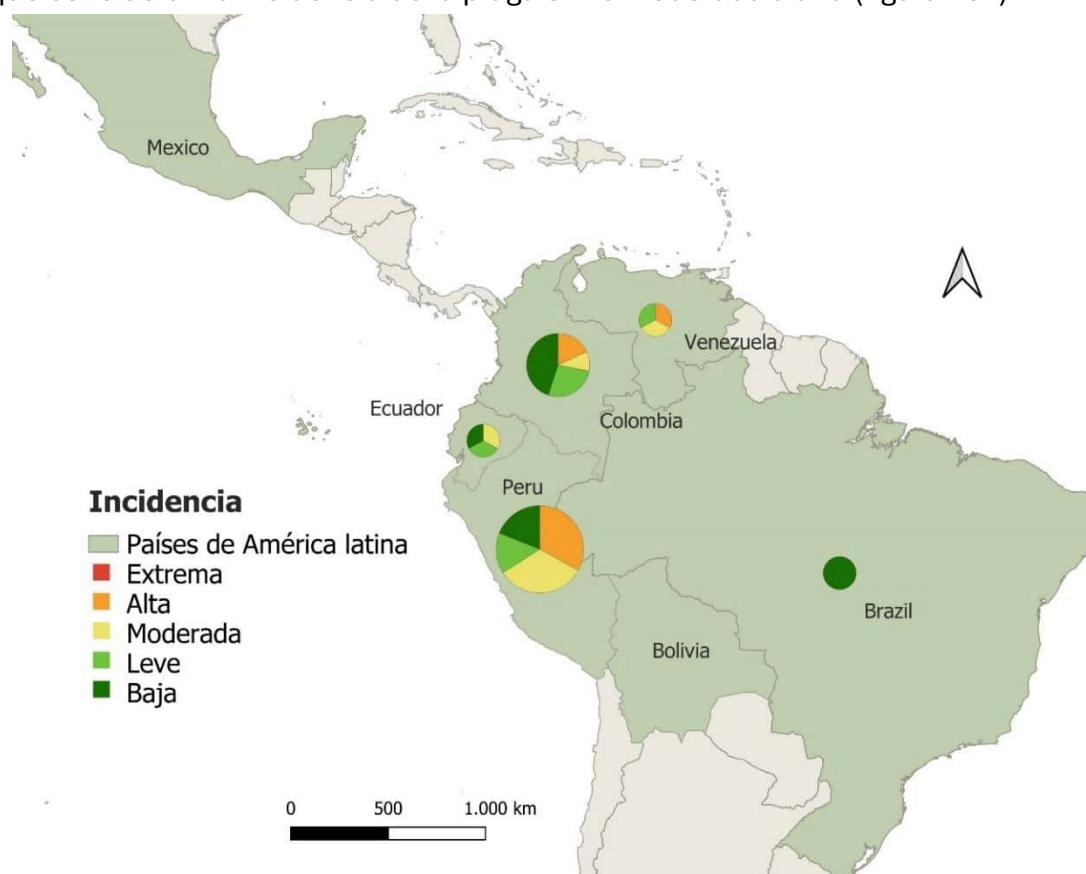 Mexico
Venezuela
Ecuador
Colombia
Peru
Incidencia
Países de América latina
Extrema
Alta
Moderada
Leve
Baja
Brazil
Bolivia
0 500 1.000 km